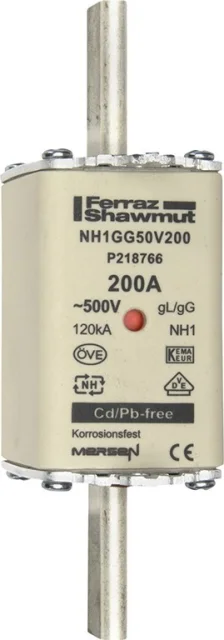 Ferraz
Shawmut
NH1GG50V200
P218766
200A
~500V gL/gG
120kA NH1
ÖVE KEMA
KEUR
NH VDE
Cd/Pb-free
Korrosionsfest
MERSEN CE